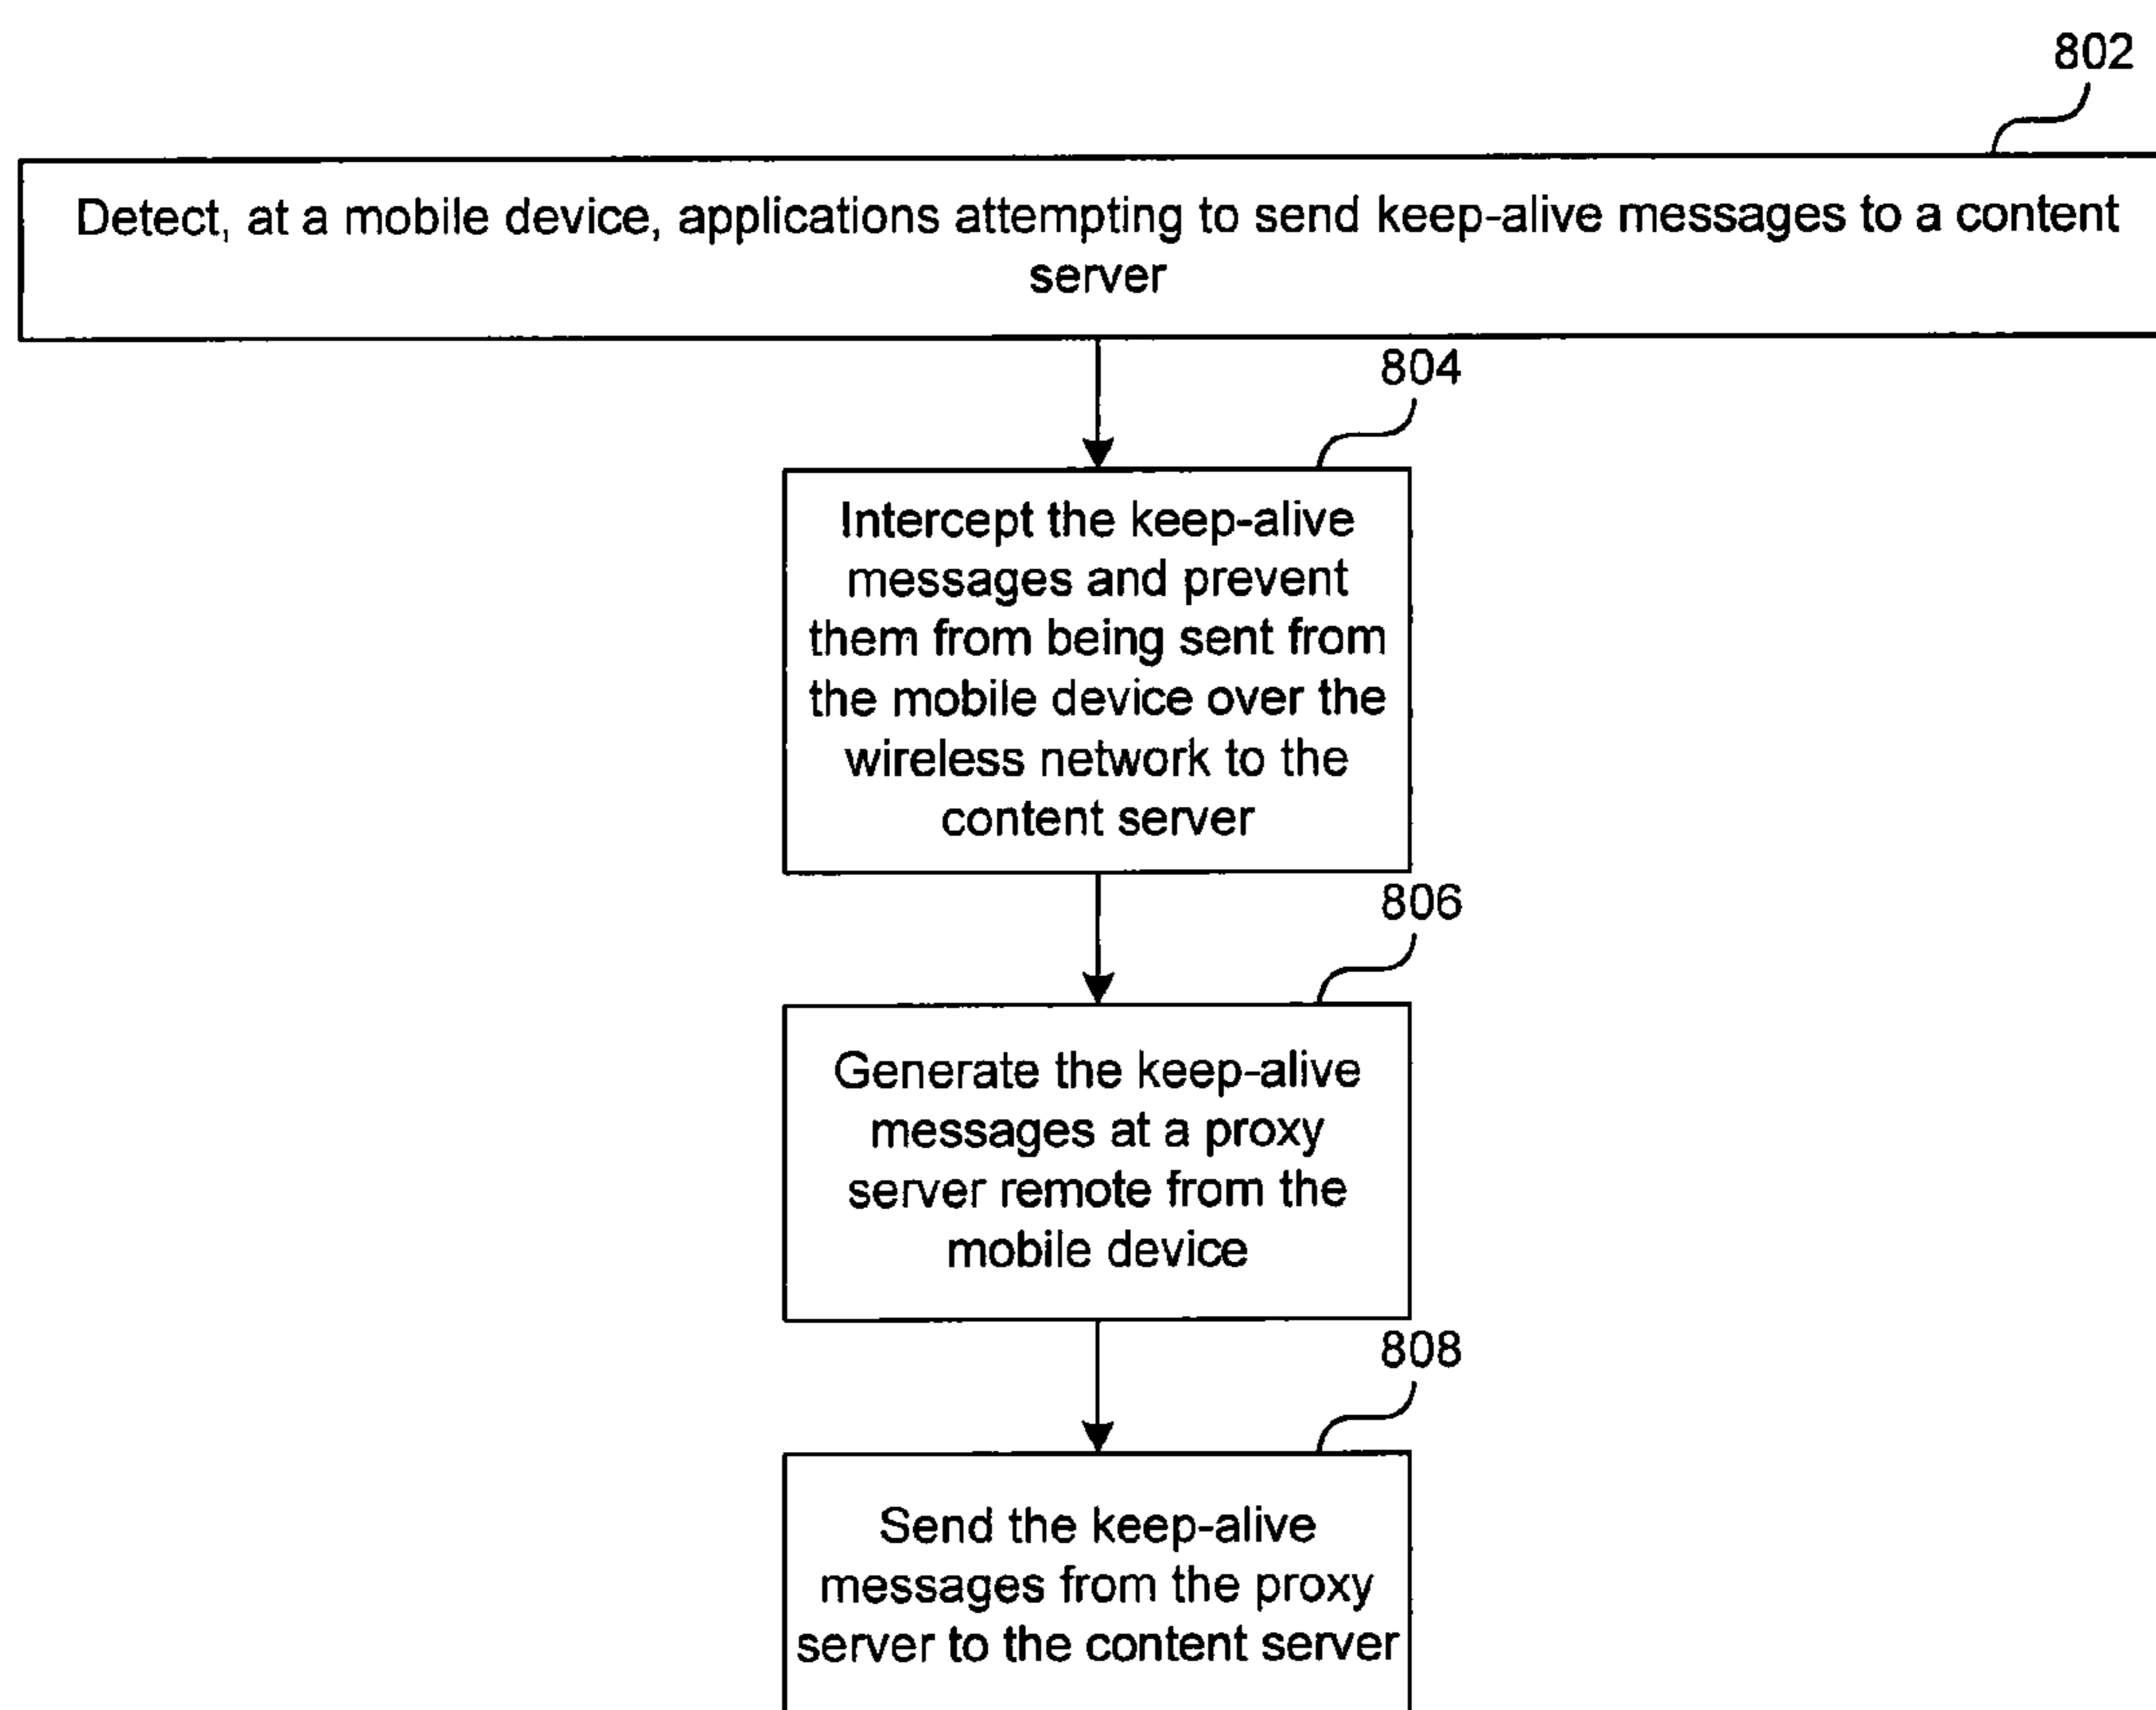 802
Detect, at a mobile device, applications attempting to send keep-alive messages to a content
server
804
Intercept the keep-alive
messages and prevent
them from being sent from
the mobile device over the
wireless network to the
content server
806
Generate the keep-alive
messages at a proxy
server remote from the
mobile device
808
Send the keep-alive
messages from the proxy
server to the content server